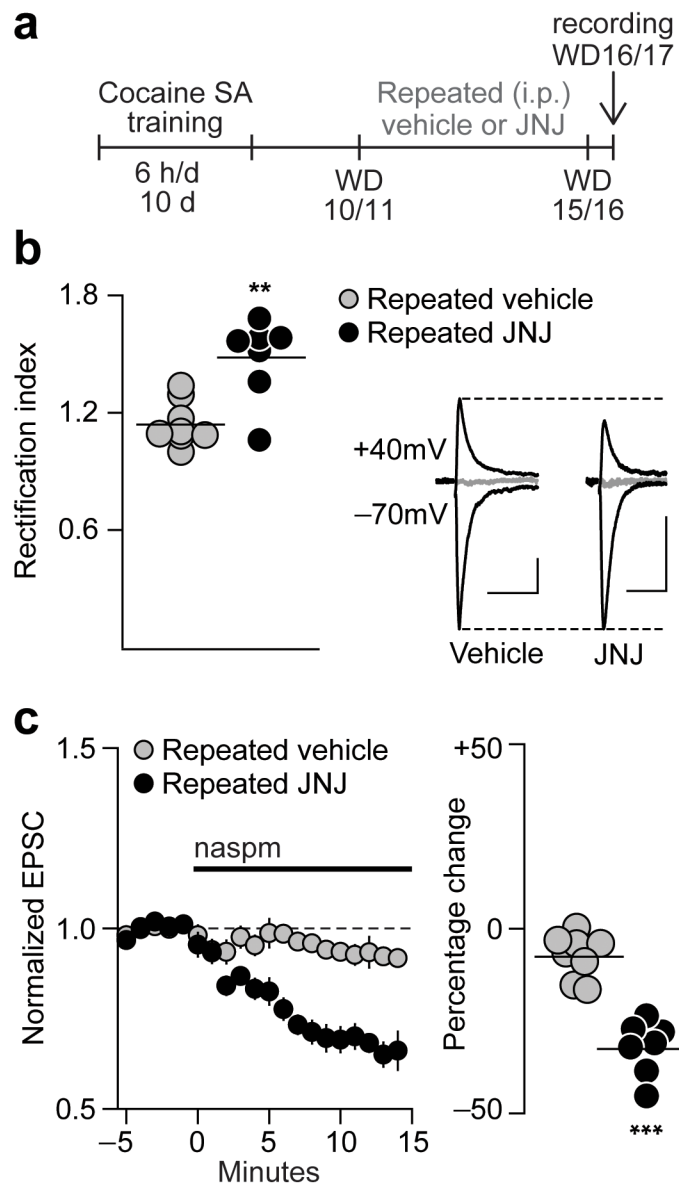 a
recording
WD16/17
Cocaine SA
training
Repeated (i.p.)
vehicle or JNJ
6 h/d
10 d
WD
10/11
WD
15/16
b
Rectification index
1.8
1.2
0.6
**
Repeated vehicle
Repeated JNJ
+40mV
–70mV
Vehicle
JNJ
c
Normalized EPSC
1.5
1.0
0.5
Repeated vehicle
Repeated JNJ
naspm
–5
0
5
10
15
Minutes
Percentage change
+50
0
–50
***